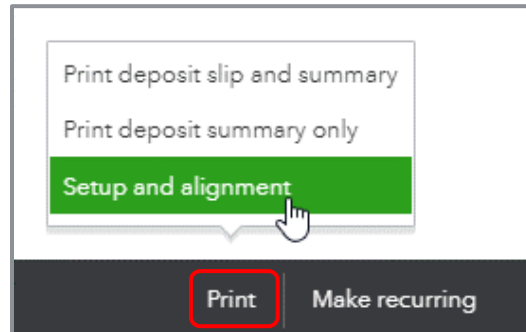 Print deposit slip and summary
Print deposit summary only
Setup and alignment
Print
Make recurring